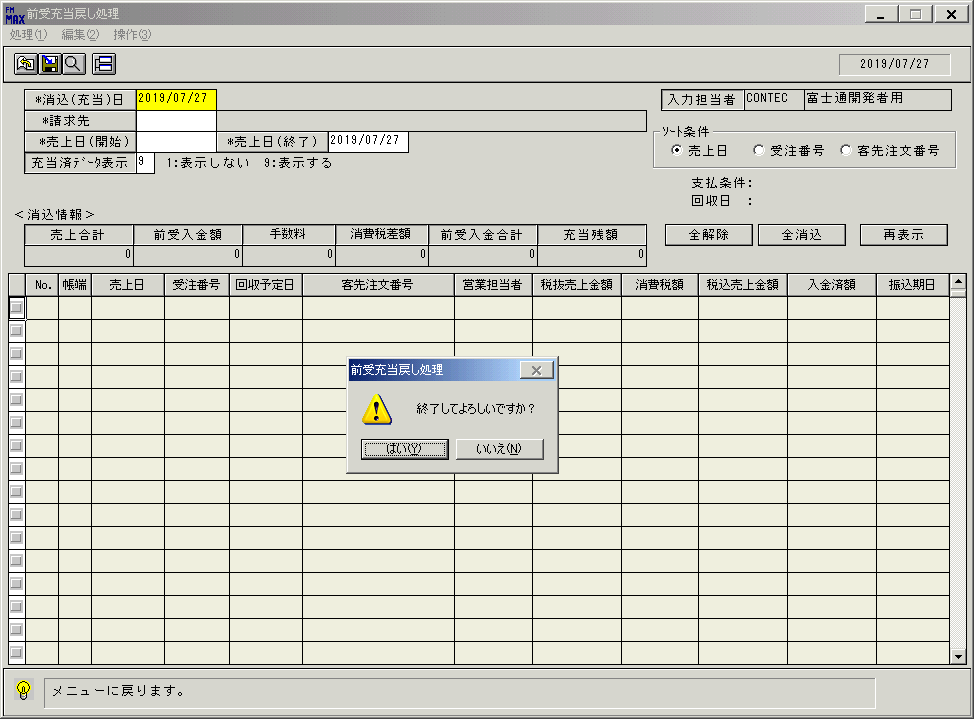 FM MAX 前受充当戻し処理
処理(1) 編集(2) 操作(3)
2019/07/27
*消込(充当)日 2019/07/27
入力担当者 CONTEC 富士通開発者用
*請求先
*売上日(開始) *売上日(終了) 2019/07/27
充当済ﾃﾞｰﾀ表示 9 1:表示しない 9:表示する
ｿｰﾄ条件
売上日 受注番号 客先注文番号
支払条件:
回収日 :
<消込情報>
売上合計 前受入金額 手数料 消費税差額 前受入金合計 充当残額
0 0 0 0 0 0
全解除 全消込 再表示
No. 帳端 売上日 受注番号 回収予定日 客先注文番号 営業担当者 税抜売上金額 消費税額 税込売上金額 入金済額 振込期日
前受充当戻し処理
終了してよろしいですか?
はい(Y) いいえ(N)
メニューに戻ります。